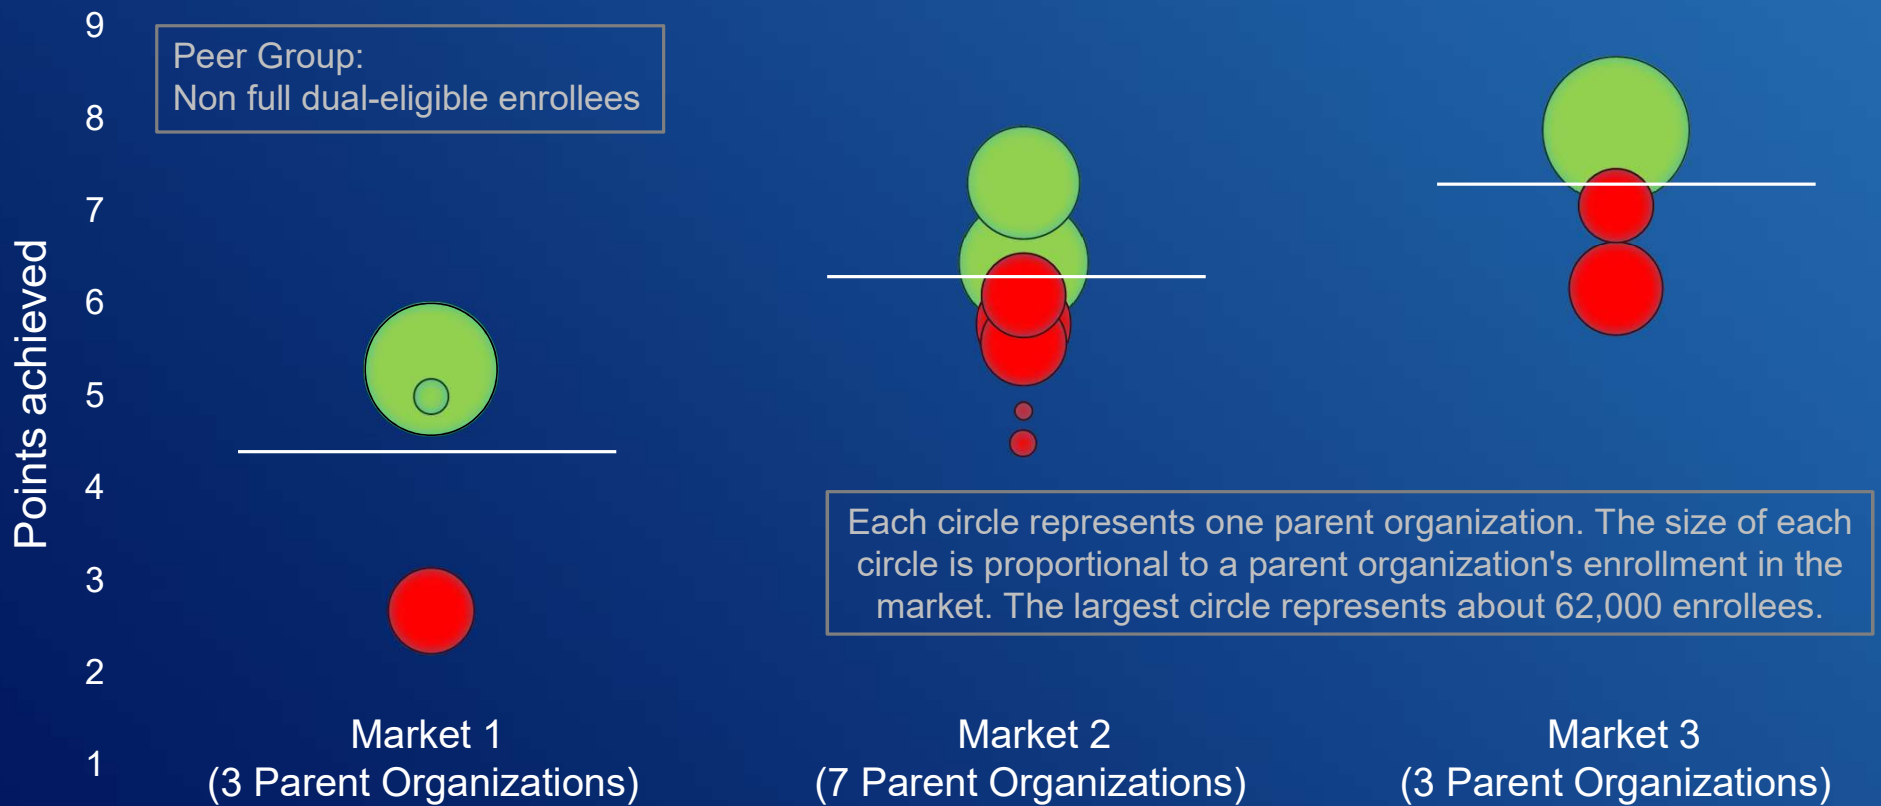 9
Peer Group:
Non full dual-eligible enrollees
8
7
6
5
4
3
2
1
Points achieved
Each circle represents one parent organization. The size of each
circle is proportional to a parent organization's enrollment in the
market. The largest circle represents about 62,000 enrollees.
Market 1
(3 Parent Organizations)
Market 2
(7 Parent Organizations)
Market 3
(3 Parent Organizations)